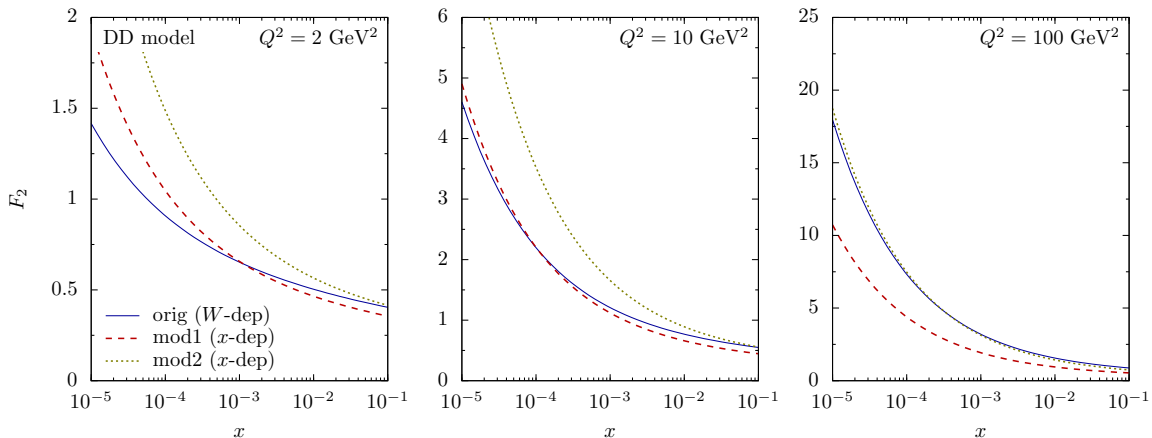 DD model
Q² = 2 GeV²
F₂
2
1.5
1
0.5
0
orig (W-dep)
mod1 (x-dep)
mod2 (x-dep)
10⁻⁵ 10⁻⁴ 10⁻³ 10⁻² 10⁻¹
x
Q² = 10 GeV²
6
5
4
3
2
1
0
10⁻⁵ 10⁻⁴ 10⁻³ 10⁻² 10⁻¹
x
Q² = 100 GeV²
25
20
15
10
5
0
10⁻⁵ 10⁻⁴ 10⁻³ 10⁻² 10⁻¹
x